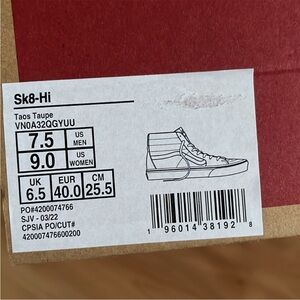 Sk8-Hi
Taos Taupe
VN0A32QGYUU
7.5 US MEN
9.0 US WOMEN
UK EUR CM
6.5 40.0 25.5
PO#4200074766
SJV - 03/22
CPSIA PO/CUT#
420007476600200
1 96014 38192 8